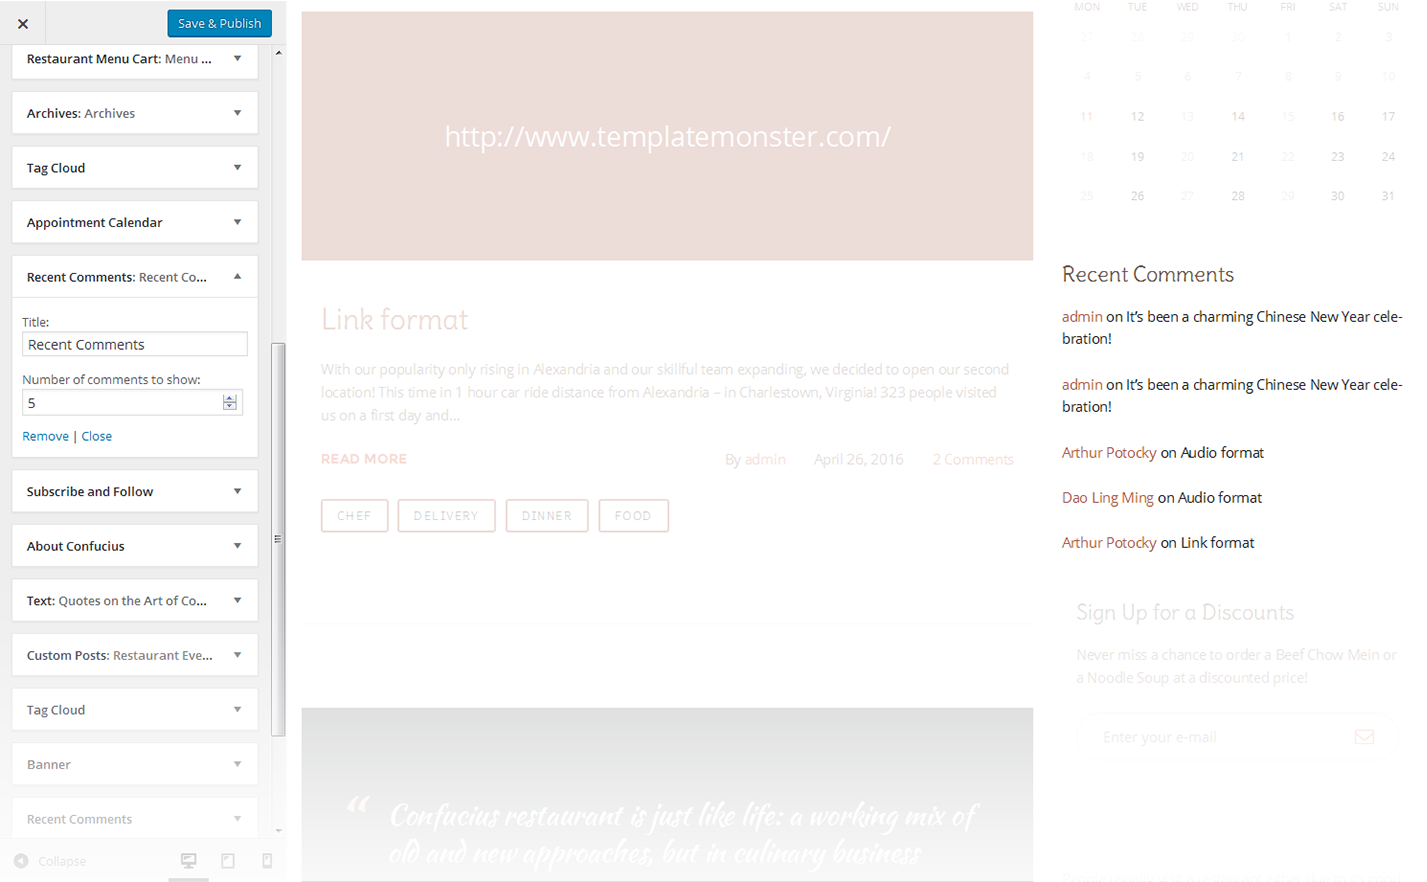 Save & Publish
Restaurant Menu Cart: Menu ...
Archives: Archives
Tag Cloud
Appointment Calendar
Recent Comments: Recent Co...
Title:
Recent Comments
Number of comments to show:
5
Remove | Close
Subscribe and Follow
About Confucius
Text: Quotes on the Art of Co...
Custom Posts: Restaurant Eve...
Tag Cloud
Banner
Recent Comments
Collapse
http://www.templatemonster.com/
Link format
With our popularity only rising in Alexandria and our skillful team expanding, we decided to open our second
location! This time in 1 hour car ride distance from Alexandria – in Charlestown, Virginia! 323 people visited
us on a first day and...
READ MORE
By admin April 26, 2016 2 Comments
CHEF DELIVERY DINNER FOOD
“ Confucius restaurant is just like life: a working mix of
old and new approaches, but in culinary business
MON TUE WED THU FRI SAT SUN
27 28 29 30 1 2 3
4 5 6 7 8 9 10
11 12 13 14 15 16 17
18 19 20 21 22 23 24
25 26 27 28 29 30 31
Recent Comments
admin on It’s been a charming Chinese New Year cele-
bration!
admin on It’s been a charming Chinese New Year cele-
bration!
Arthur Potocky on Audio format
Dao Ling Ming on Audio format
Arthur Potocky on Link format
Sign Up for a Discounts
Never miss a chance to order a Beef Chow Mein or
a Noodle Soup at a discounted price!
Enter your e-mail